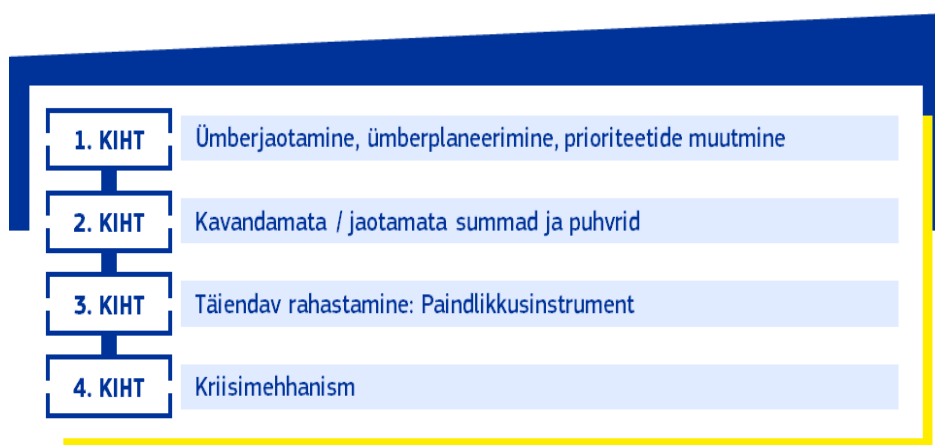 1. KIHT Ümberjaotamine, ümberplaneerimine, prioriteetide muutmine
2. KIHT Kavandamata / jaotamata summad ja puhvrid
3. KIHT Täiendav rahastamine: Paindlikkusinstrument
4. KIHT Kriisimehhanism